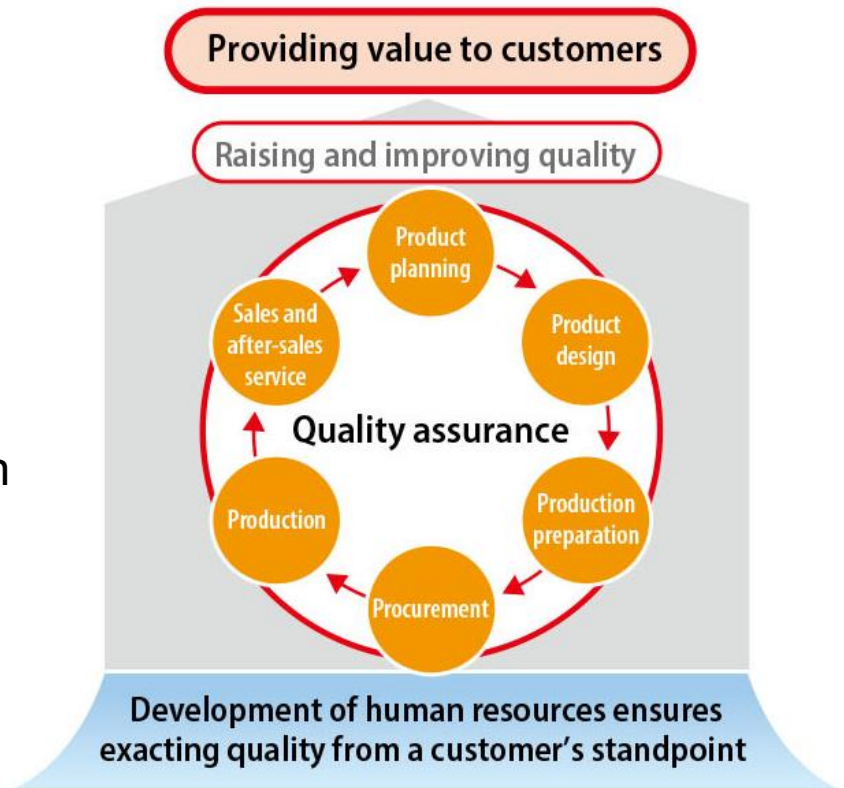 Providing value to customers
Raising and improving quality
Product
planning
Product
design
Production
preparation
Procurement
Production
Sales and
after-sales
service
Quality assurance
n
Development of human resources ensures
exacting quality from a customer's standpoint